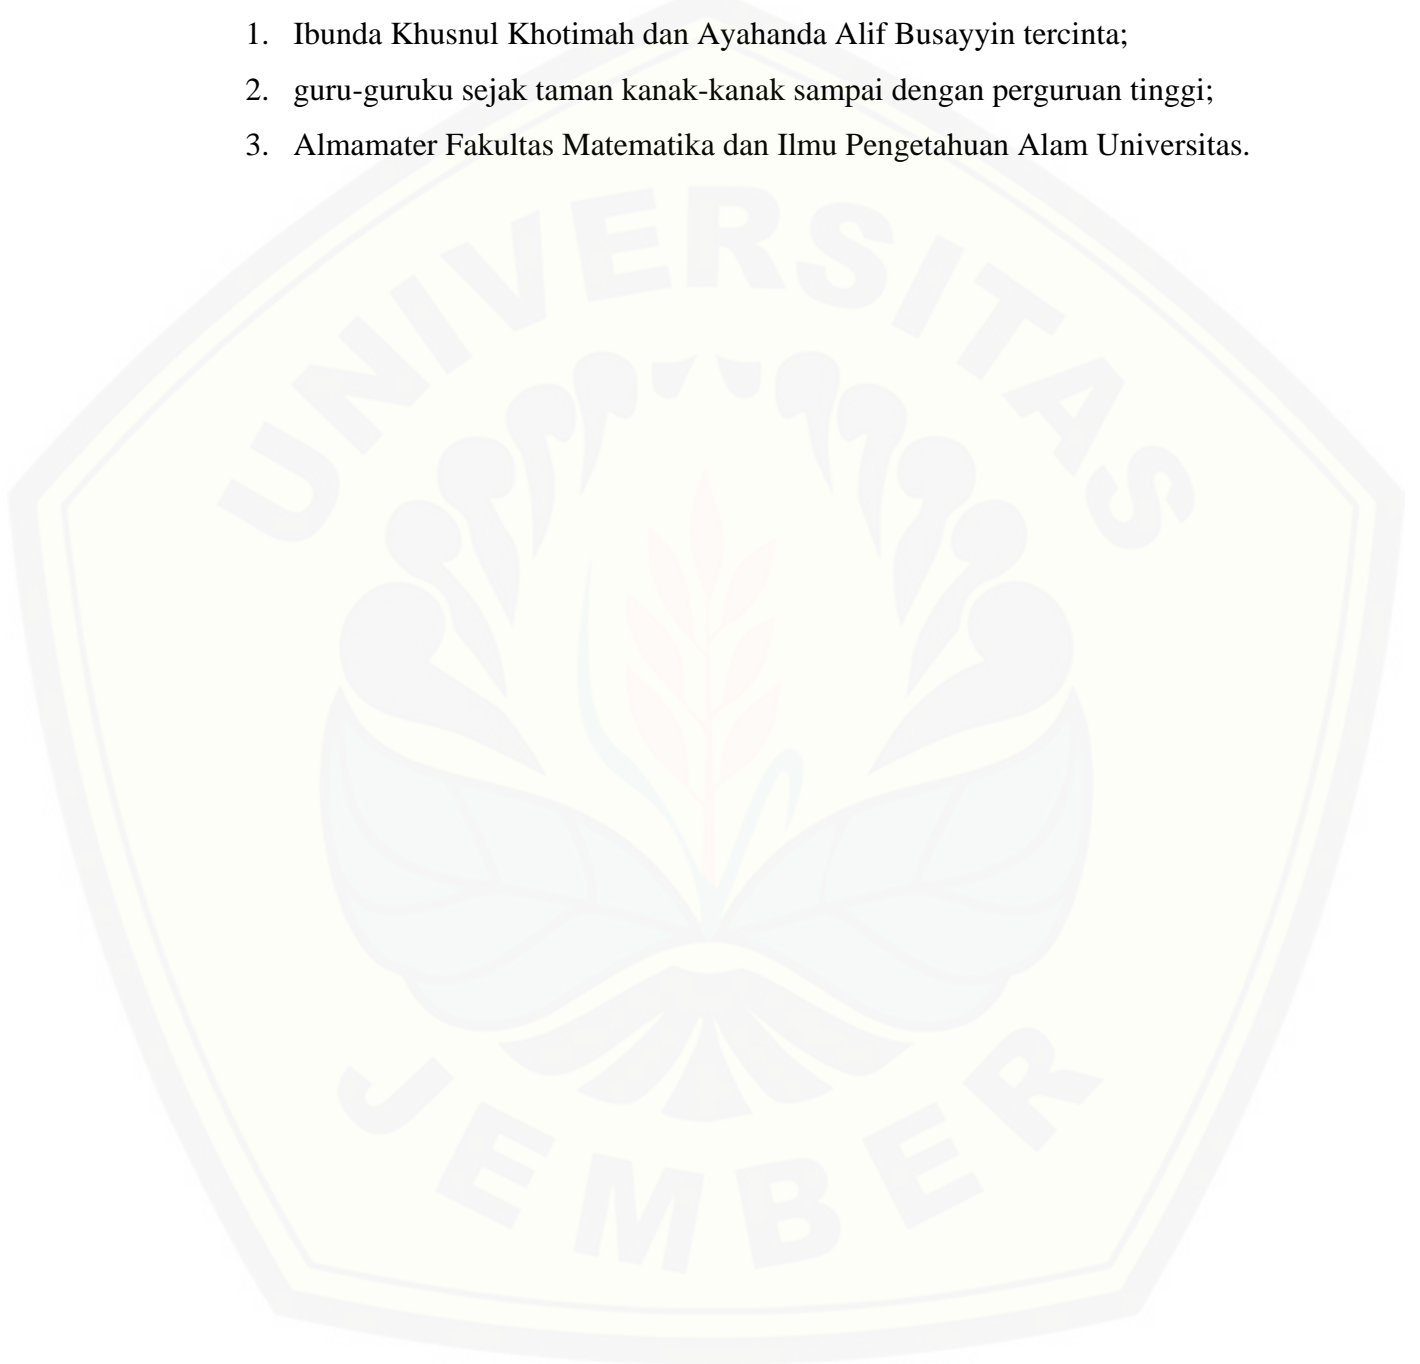 1. Ibunda Khusnul Khotimah dan Ayahanda Alif Busayyin tercinta;
2. guru-guruku sejak taman kanak-kanak sampai dengan perguruan tinggi;
3. Almamater Fakultas Matematika dan Ilmu Pengetahuan Alam Universitas.
UNIVERSITAS
JEMBER